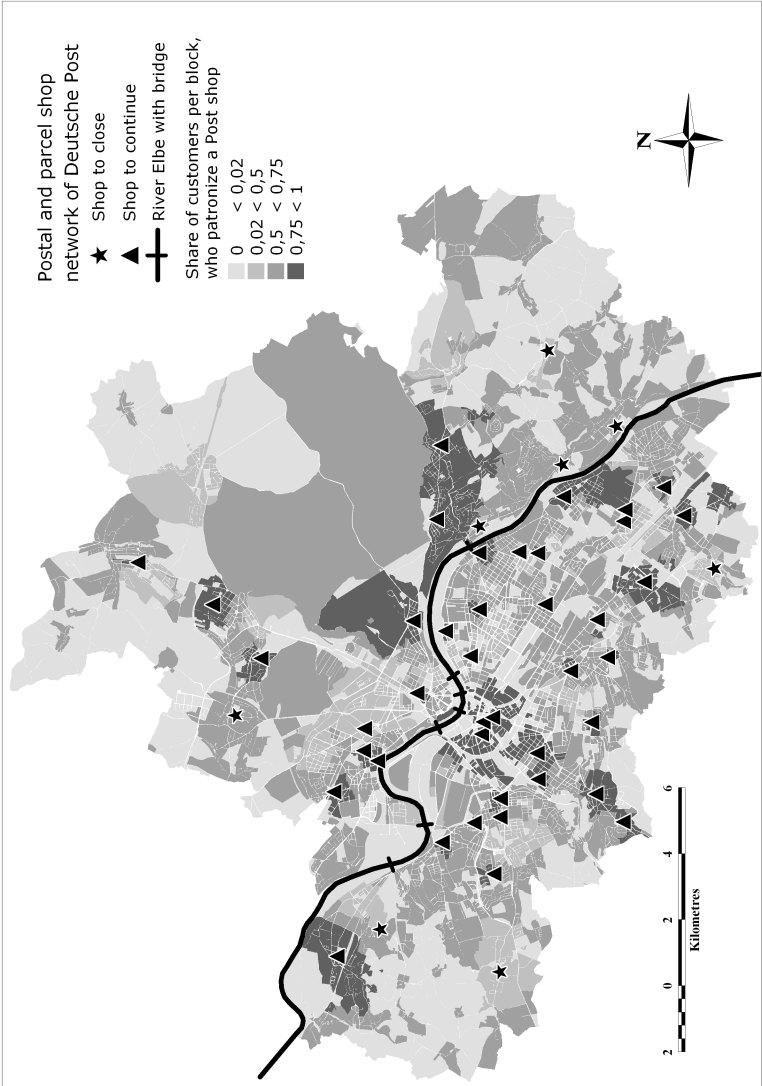 Postal and parcel shop
network of Deutsche Post
Shop to close
Shop to continue
River Elbe with bridge
Share of customers per block,
who patronize a Post shop
0 < 0,02
0,02 < 0,5
0,5 < 0,75
0,75 < 1
N
2 0 2 4 6
Kilometres